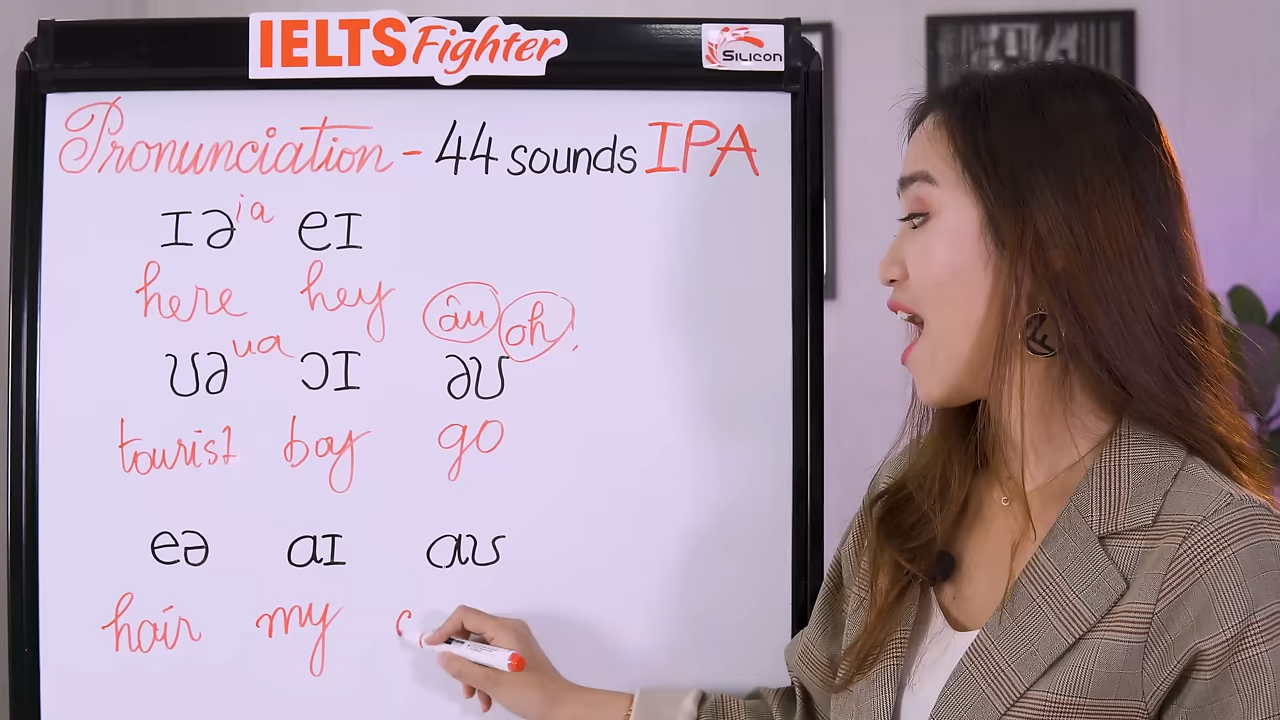 IELTS Fighter
SILICON
Pronunciation - 44 sounds IPA
ɪə ia eɪ
here hey
âu oh!
ʊə ua ɔɪ əʊ
tourist boy go
eə aɪ aʊ
hair my c